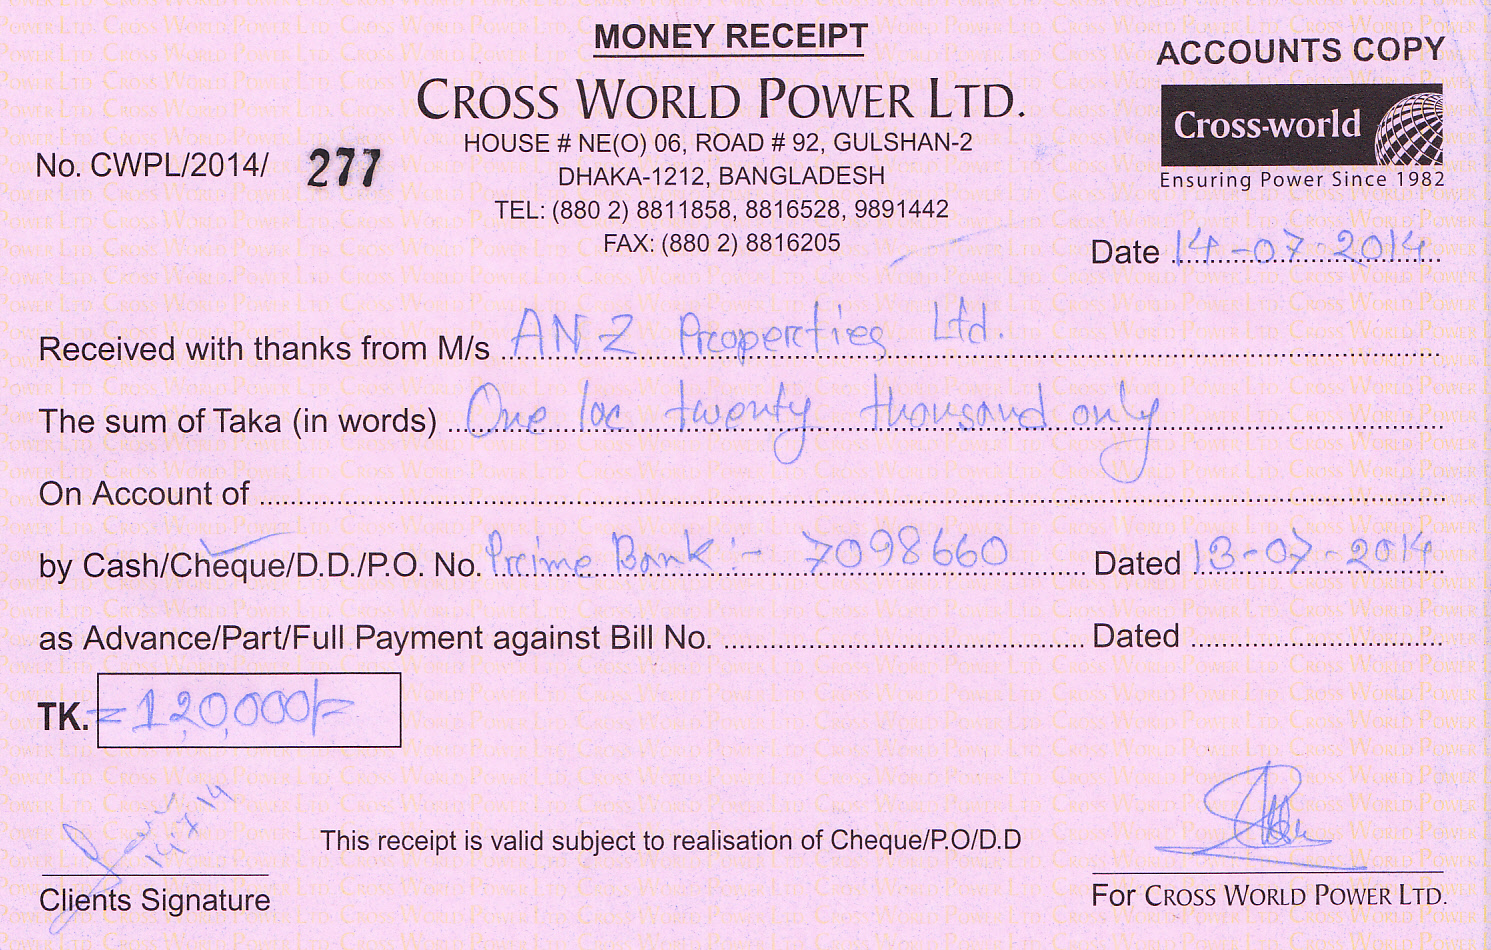 MONEY RECEIPT
ACCOUNTS COPY
CROSS WORLD POWER LTD.
Cross-world
Ensuring Power Since 1982
HOUSE # NE(O) 06, ROAD # 92, GULSHAN-2
No. CWPL/2014/ 277
DHAKA-1212, BANGLADESH
TEL: (880 2) 8811858, 8816528, 9891442
FAX: (880 2) 8816205
Date 14-07-2014
Received with thanks from M/s ANZ Properties Ltd.
The sum of Taka (in words) One lac twenty thousand only
On Account of
by Cash/Cheque/D.D./P.O. No. Prime Bank:- 7098660 Dated 13-07-2014
as Advance/Part/Full Payment against Bill No. Dated
TK. =1,20,000/=
14.7.14
This receipt is valid subject to realisation of Cheque/P.O/D.D
Clients Signature
For CROSS WORLD POWER LTD.